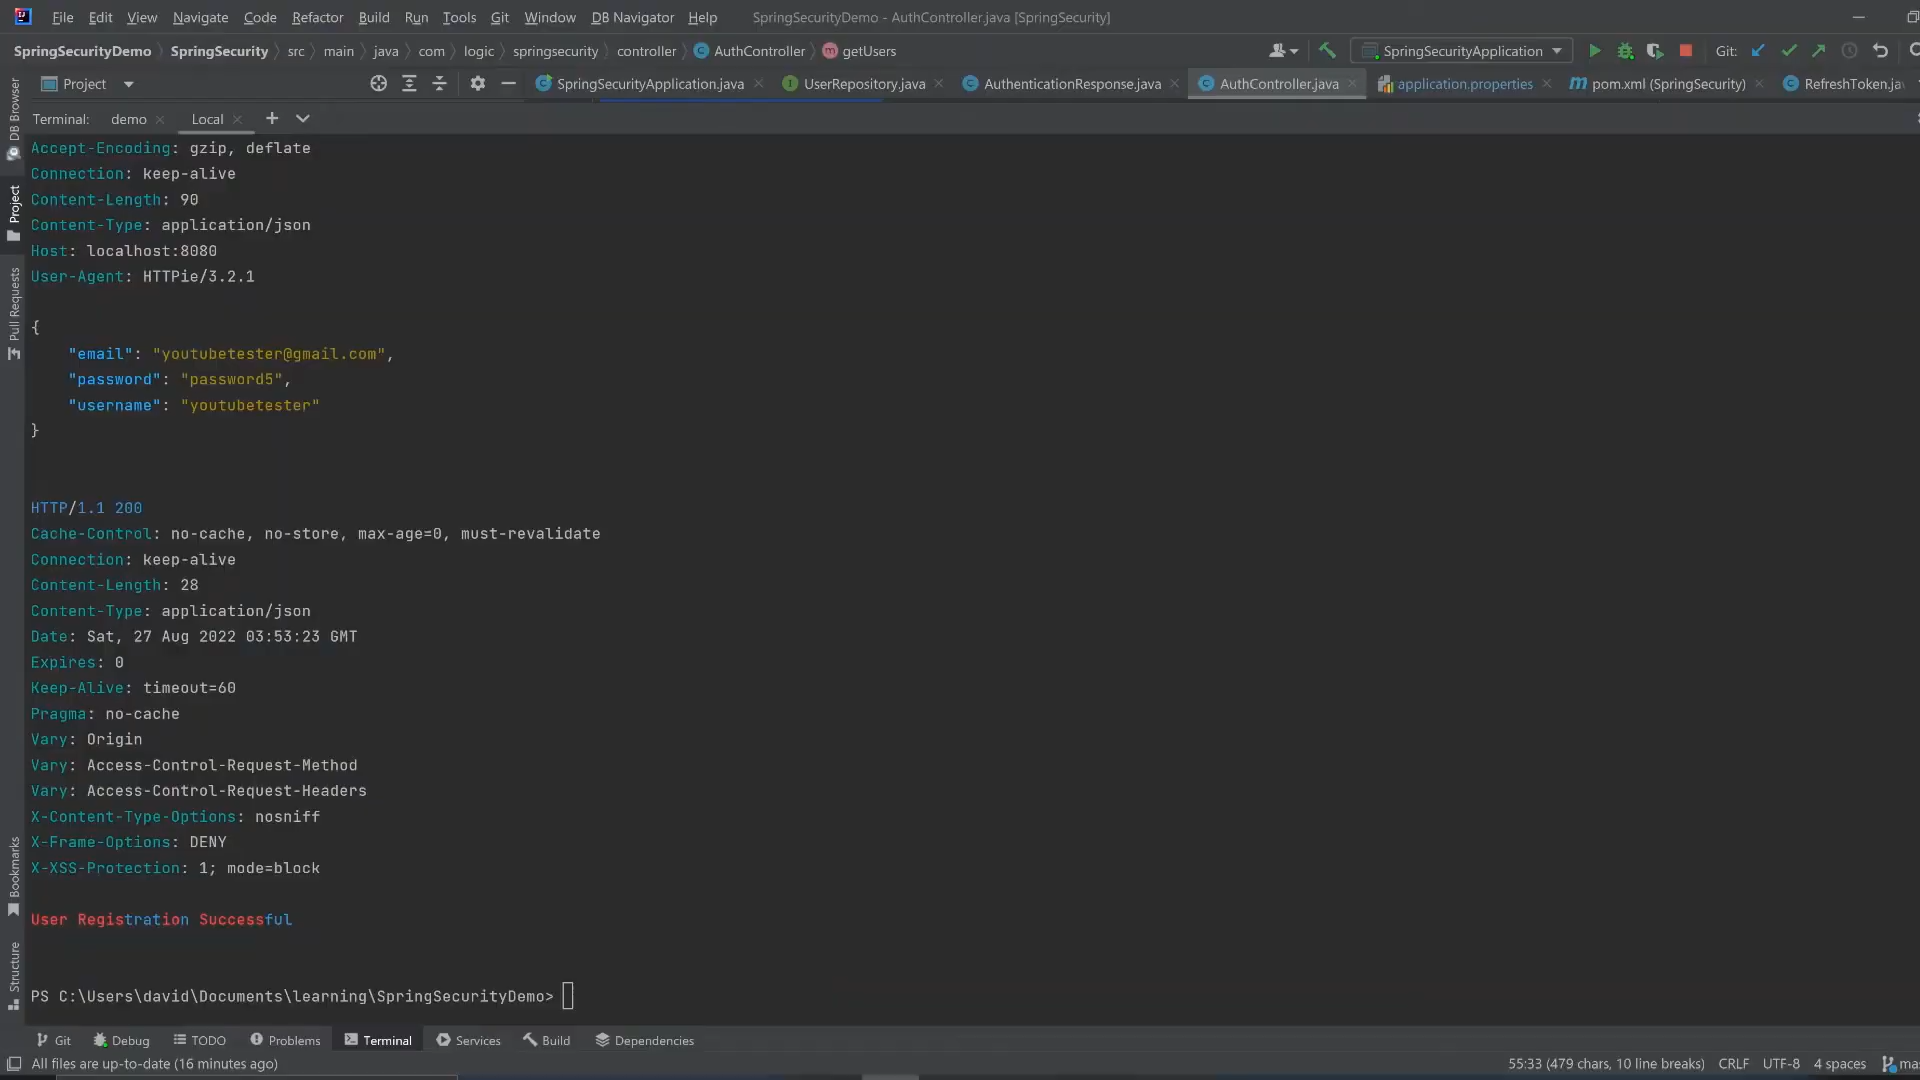 File Edit View Navigate Code Refactor Build Run Tools Git Window DB Navigator Help SpringSecurityDemo - AuthController.java [SpringSecurity]
SpringSecurityDemo SpringSecurity src main java com logic springsecurity controller AuthController getUsers SpringSecurityApplication Git:
Project SpringSecurityApplication.java UserRepository.java AuthenticationResponse.java AuthController.java application.properties pom.xml (SpringSecurity) RefreshToken.ja
Terminal: demo Local
DB Browser
Project
Pull Requests
Bookmarks
Structure
Accept-Encoding: gzip, deflate
Connection: keep-alive
Content-Length: 90
Content-Type: application/json
Host: localhost:8080
User-Agent: HTTPie/3.2.1
{
"email": "youtubetester@gmail.com",
"password": "password5",
"username": "youtubetester"
}
HTTP/1.1 200
Cache-Control: no-cache, no-store, max-age=0, must-revalidate
Connection: keep-alive
Content-Length: 28
Content-Type: application/json
Date: Sat, 27 Aug 2022 03:53:23 GMT
Expires: 0
Keep-Alive: timeout=60
Pragma: no-cache
Vary: Origin
Vary: Access-Control-Request-Method
Vary: Access-Control-Request-Headers
X-Content-Type-Options: nosniff
X-Frame-Options: DENY
X-XSS-Protection: 1; mode=block
User Registration Successful
PS C:\Users\david\Documents\learning\SpringSecurityDemo>
Git Debug TODO Problems Terminal Services Build Dependencies
All files are up-to-date (16 minutes ago) 55:33 (479 chars, 10 line breaks) CRLF UTF-8 4 spaces mas